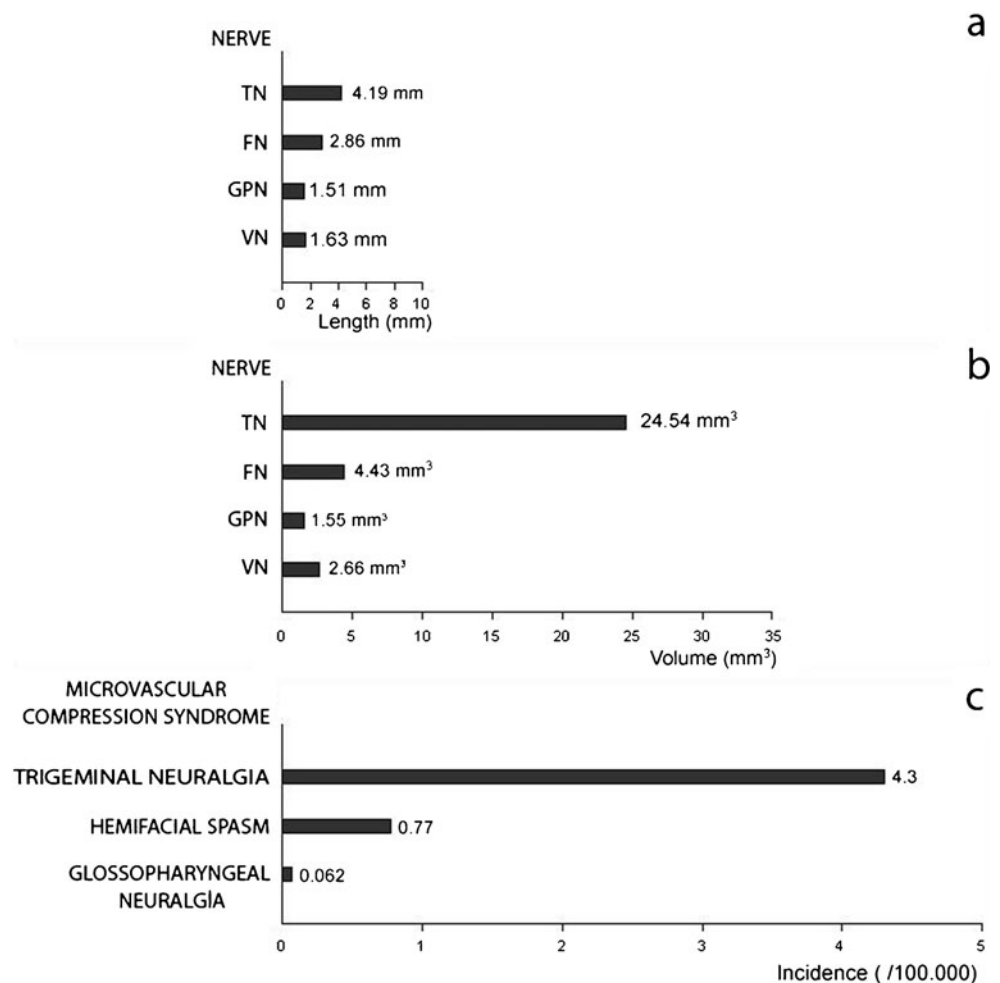 a
NERVE
TN 4.19 mm
FN 2.86 mm
GPN 1.51 mm
VN 1.63 mm
0 2 4 6 8 10
Length (mm)
b
NERVE
TN 24.54 mm³
FN 4.43 mm³
GPN 1.55 mm³
VN 2.66 mm³
0 5 10 15 20 25 30 35
Volume (mm³)
c
MICROVASCULAR
COMPRESSION SYNDROME
TRIGEMINAL NEURALGIA 4.3
HEMIFACIAL SPASM 0.77
GLOSSOPHARYNGEAL 0.062
NEURALGİA
0 1 2 3 4 5
Incidence ( /100.000)